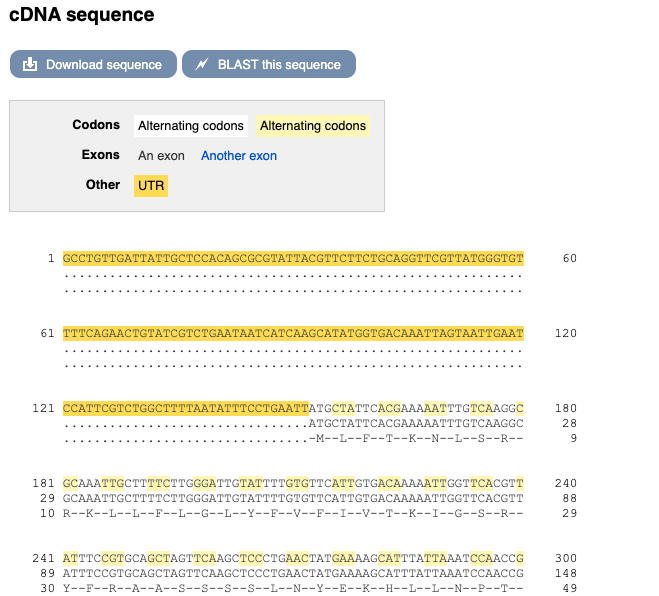 cDNA sequence
Download sequence BLAST this sequence
Codons Alternating codons Alternating codons
Exons An exon Another exon
Other UTR
1 GCCTGTTGATTATTGCTCCACAGCGCGTATTACGTTCTTCTGCAGGTTCGTTATGGGTGT 60
............................................................
............................................................
61 TTTCAGAACTGTATCGTCTGAATAATCATCAAGCATATGGTGACAAATTAGTAATTGAAT 120
............................................................
............................................................
121 CCATTCGTCTGGCTTTTAATATTTCCTGAATTATGCTATTCACGAAAAATTTGTCAAGGC 180
................................ATGCTATTCACGAAAAATTTGTCAAGGC 28
................................-M--L--F--T--K--N--L--S--R-- 9
181 GCAAATTGCTTTTCTTGGGATTGTATTTTGTGTTCATTGTGACAAAAATTGGTTCACGTT 240
29 GCAAATTGCTTTTCTTGGGATTGTATTTTGTGTTCATTGTGACAAAAATTGGTTCACGTT 88
10 R--K--L--L--F--L--G--L--Y--F--V--F--I--V--T--K--I--G--S--R-- 29
241 ATTTCCGTGCAGCTAGTTCAAGCTCCCTGAACTATGAAAAGCATTTATTAAATCCAACCG 300
89 ATTTCCGTGCAGCTAGTTCAAGCTCCCTGAACTATGAAAAGCATTTATTAAATCCAACCG 148
30 Y--F--R--A--A--S--S--S--S--L--N--Y--E--K--H--L--L--N--P--T-- 49